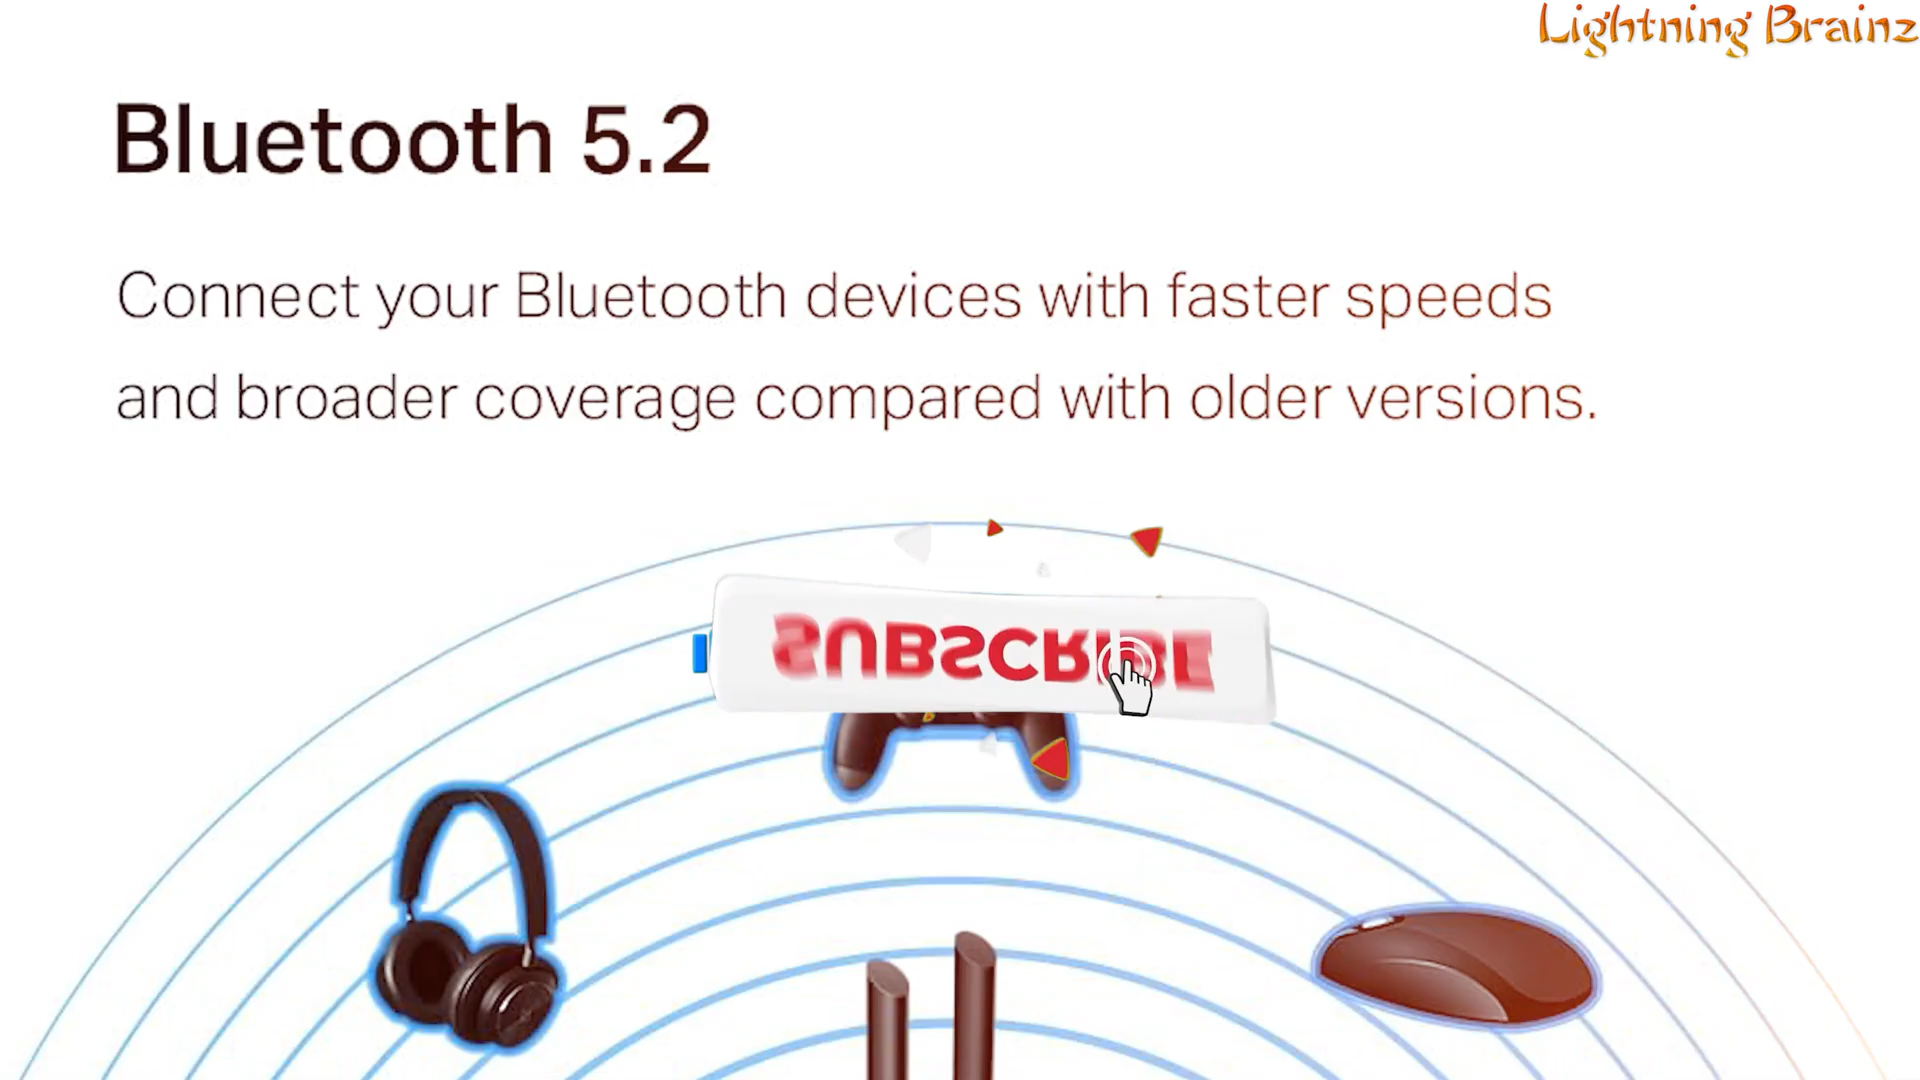 Lightning Brainz
Bluetooth 5.2
Connect your Bluetooth devices with faster speeds
and broader coverage compared with older versions.
SUBSCRIBE